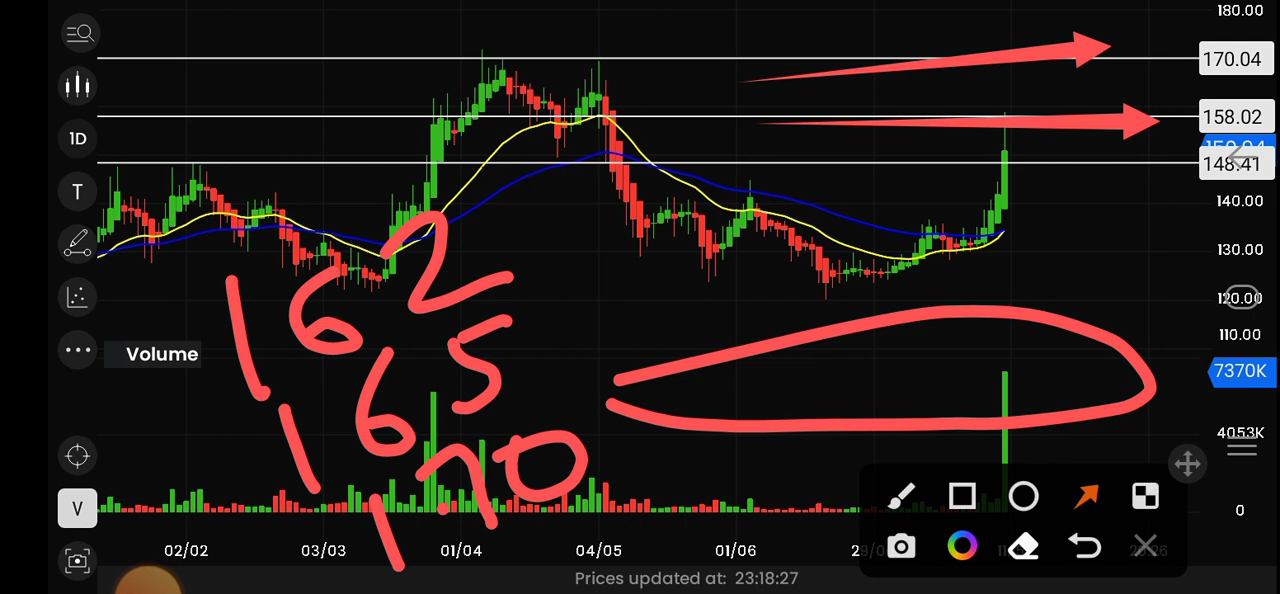 180.00
170.04
158.02
148.41
1D
140.00
T
130.00
120.00
162
110.00
Volume
165
7370K
4053K
170
V
0
02/02
03/03
01/04
04/05
01/06
Prices updated at: 23:18:27